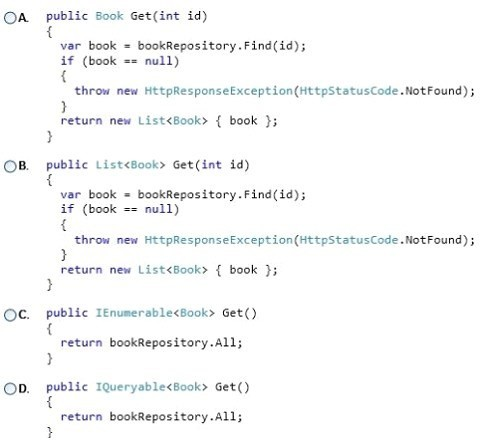 A. public Book Get(int id)
{
var book = bookRepository.Find(id);
if (book == null)
{
throw new HttpResponseException(HttpStatusCode.NotFound);
}
return new List<Book> { book };
}
B. public List<Book> Get(int id)
{
var book = bookRepository.Find(id);
if (book == null)
{
throw new HttpResponseException(HttpStatusCode.NotFound);
}
return new List<Book> { book };
}
C. public IEnumerable<Book> Get()
{
return bookRepository.All;
}
D. public IQueryable<Book> Get()
{
return bookRepository.All;
}